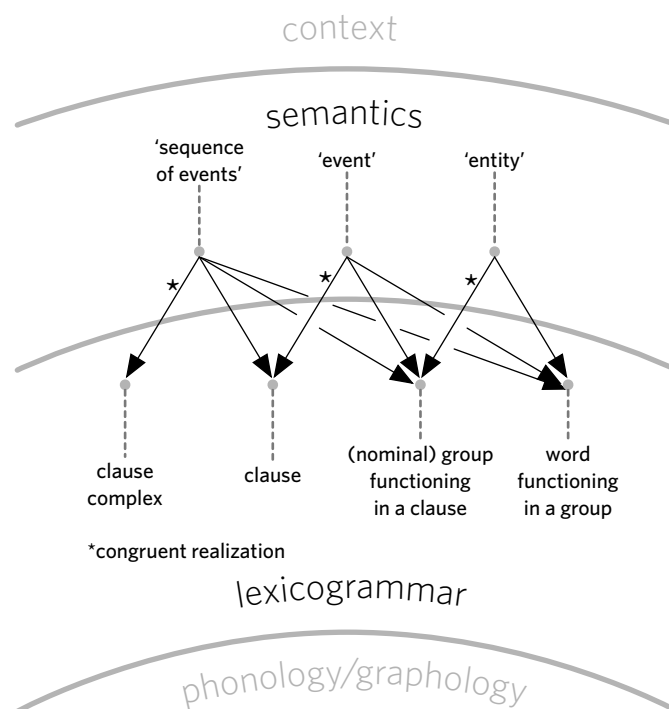 context
semantics
‘sequence
of events’
‘event’
‘entity’
*
*
*
clause
complex
clause
(nominal) group
functioning
in a clause
word
functioning
in a group
*congruent realization
lexicogrammar
phonology/graphology